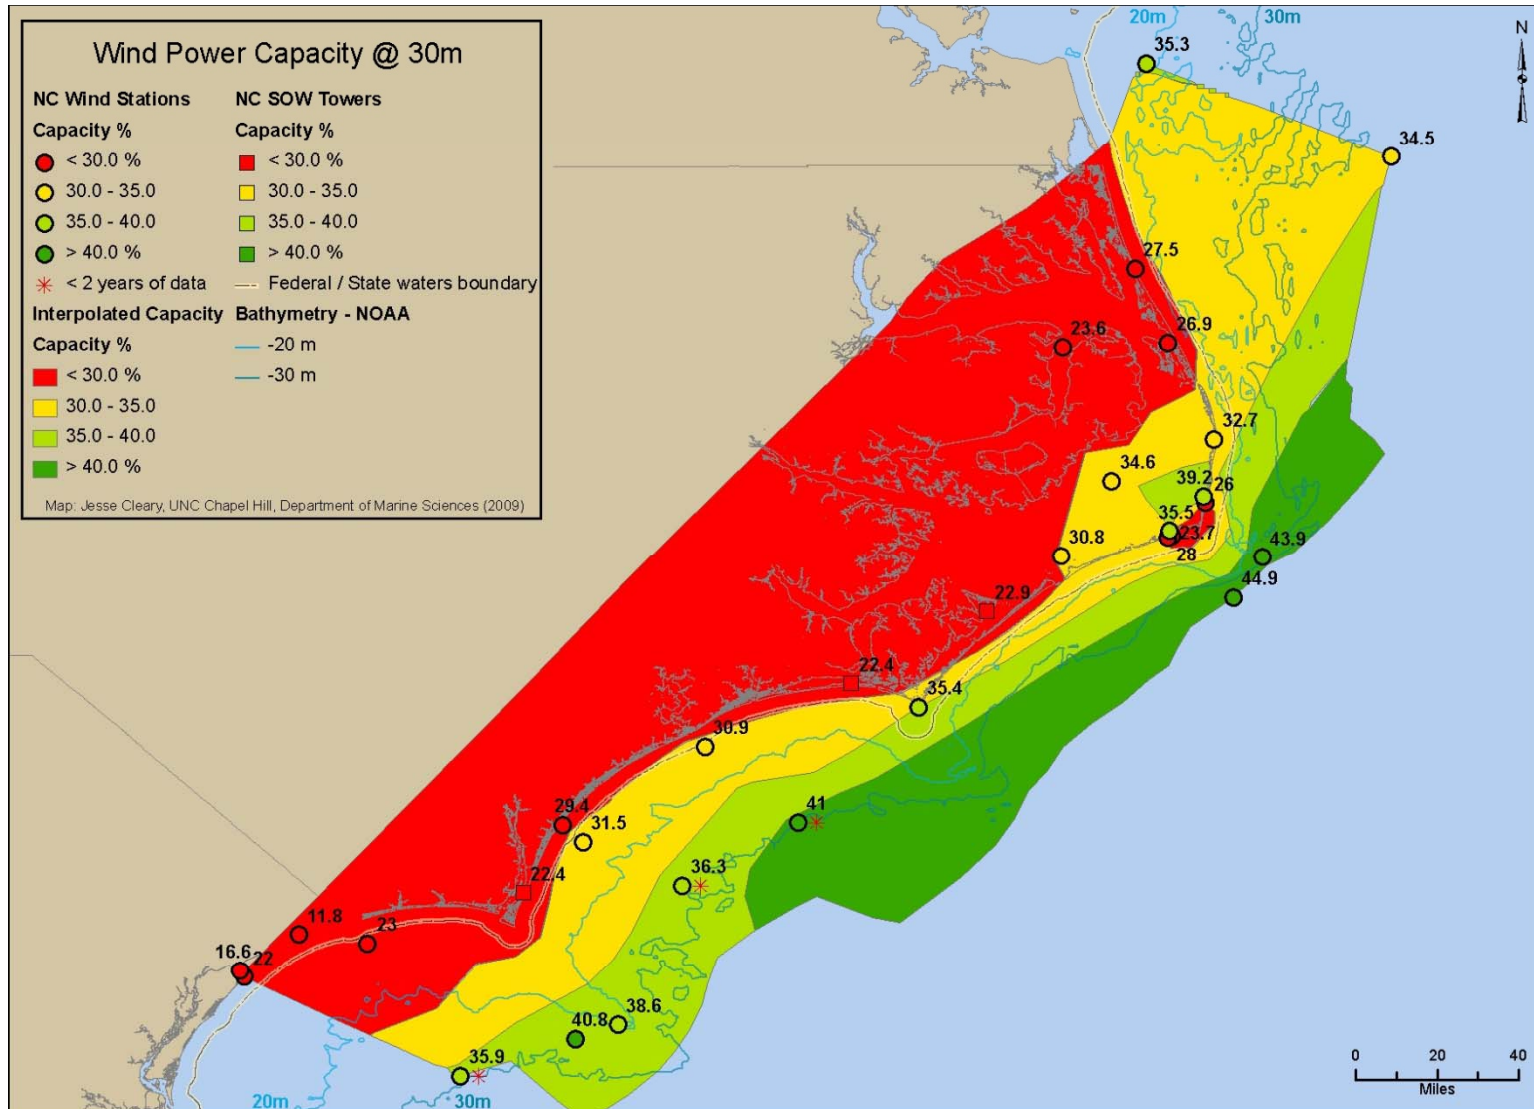 Wind Power Capacity @ 30m
NC Wind Stations
Capacity %
< 30.0 %
30.0 - 35.0
35.0 - 40.0
> 40.0 %
< 2 years of data
Interpolated Capacity
Capacity %
< 30.0 %
30.0 - 35.0
35.0 - 40.0
> 40.0 %
NC SOW Towers
Capacity %
< 30.0 %
30.0 - 35.0
35.0 - 40.0
> 40.0 %
Federal / State waters boundary
Bathymetry - NOAA
-20 m
-30 m
Map: Jesse Cleary, UNC Chapel Hill, Department of Marine Sciences (2009)
20m
30m
N
35.3
34.5
27.5
26.9
23.6
32.7
34.6
39.2
26
35.5
23.7
28
30.8
43.9
44.9
22.9
22.4
35.4
30.9
29.4
31.5
41
36.3
22.4
11.8
23
16.6
22
38.6
40.8
35.9
20m
30m
0 20 40
Miles